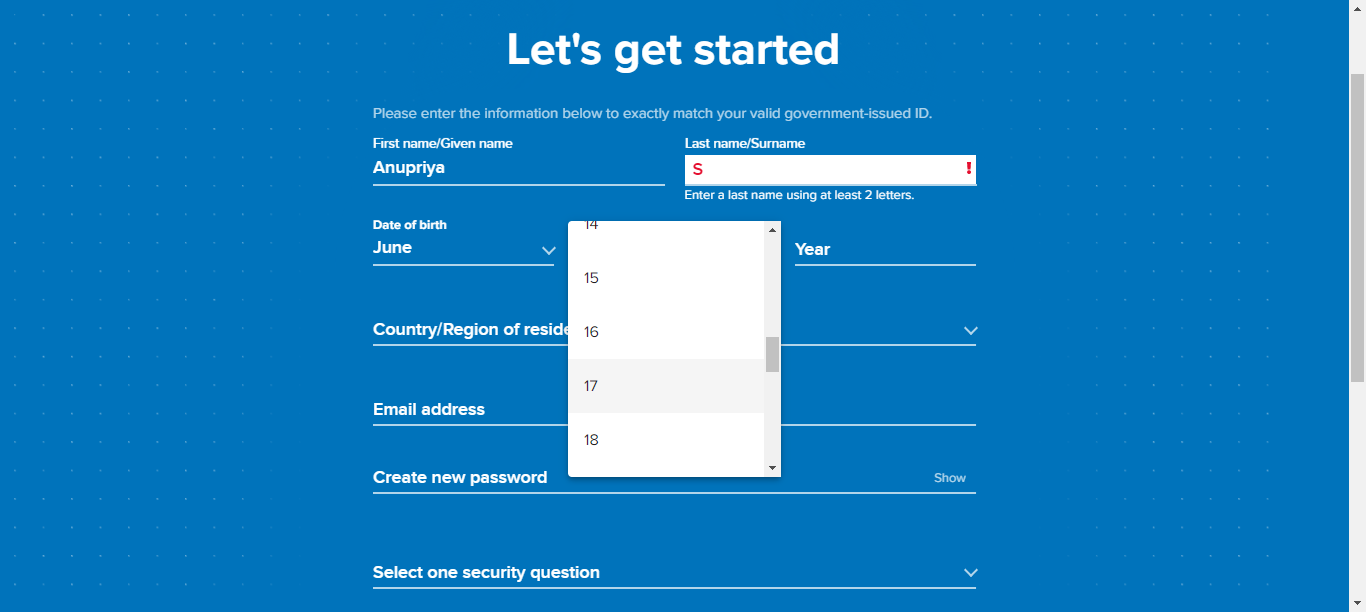 Let's get started
Please enter the information below to exactly match your valid government-issued ID.
First name/Given name
Last name/Surname
Anupriya
S !
Enter a last name using at least 2 letters.
Date of birth
June
Year
14
15
16
17
18
Country/Region of reside
Email address
Create new password
Show
Select one security question